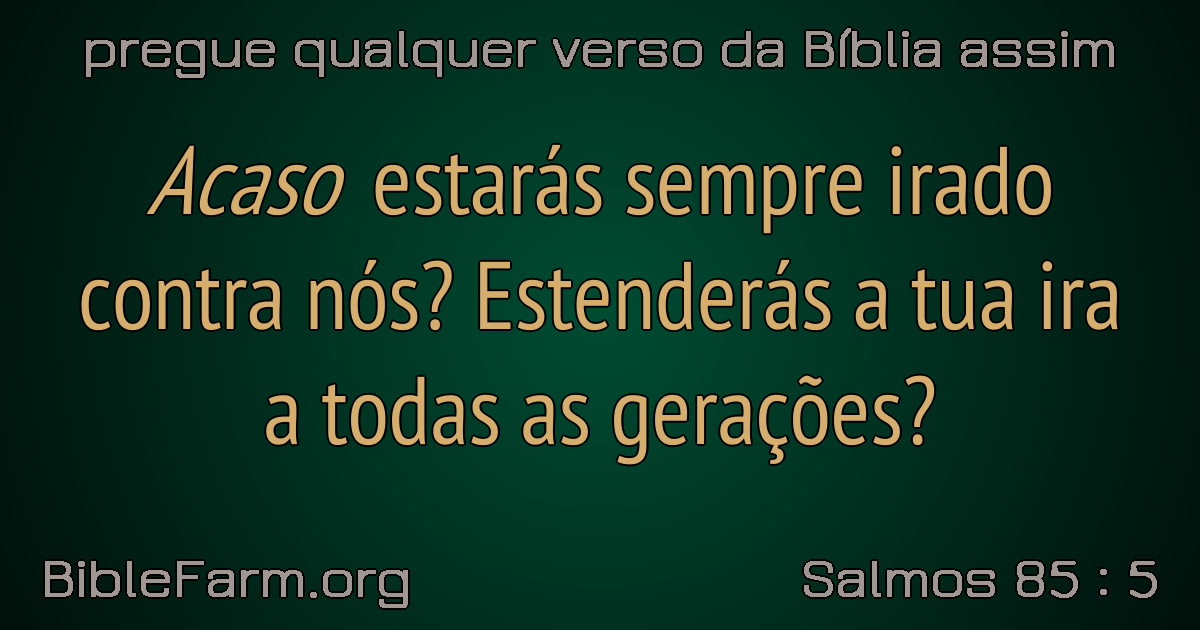 pregue qualquer verso da Bíblia assim
Acaso estarás sempre irado
contra nós? Estenderás a tua ira
a todas as gerações?
BibleFarm.org
Salmos 85 : 5